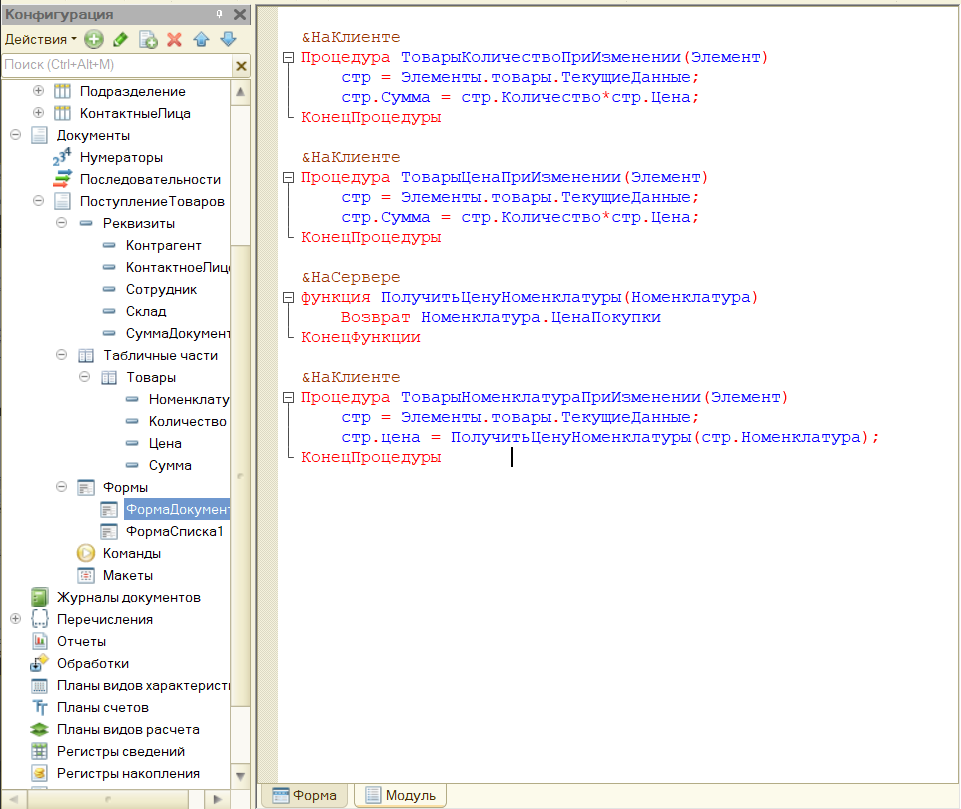 Конфигурация
Действия
Поиск (Ctrl+Alt+M)
Подразделение
КонтактныеЛица
Документы
Нумераторы
Последовательности
ПоступлениеТоваров
Реквизиты
Контрагент
КонтактноеЛиц
Сотрудник
Склад
СуммаДокумент
Табличные части
Товары
Номенклату
Количество
Цена
Сумма
Формы
ФормаДокумент
ФормаСписка1
Команды
Макеты
Журналы документов
Перечисления
Отчеты
Обработки
Планы видов характерист
Планы счетов
Планы видов расчета
Регистры сведений
Регистры накопления
&НаКлиенте
Процедура ТоварыКоличествоПриИзменении(Элемент)
стр = Элементы.товары.ТекущиеДанные;
стр.Сумма = стр.Количество*стр.Цена;
КонецПроцедуры
&НаКлиенте
Процедура ТоварыЦенаПриИзменении(Элемент)
стр = Элементы.товары.ТекущиеДанные;
стр.Сумма = стр.Количество*стр.Цена;
КонецПроцедуры
&НаСервере
функция ПолучитьЦенуНоменклатуры(Номенклатура)
Возврат Номенклатура.ЦенаПокупки
КонецФункции
&НаКлиенте
Процедура ТоварыНоменклатураПриИзменении(Элемент)
стр = Элементы.товары.ТекущиеДанные;
стр.цена = ПолучитьЦенуНоменклатуры(стр.Номенклатура);
КонецПроцедуры
Форма
Модуль